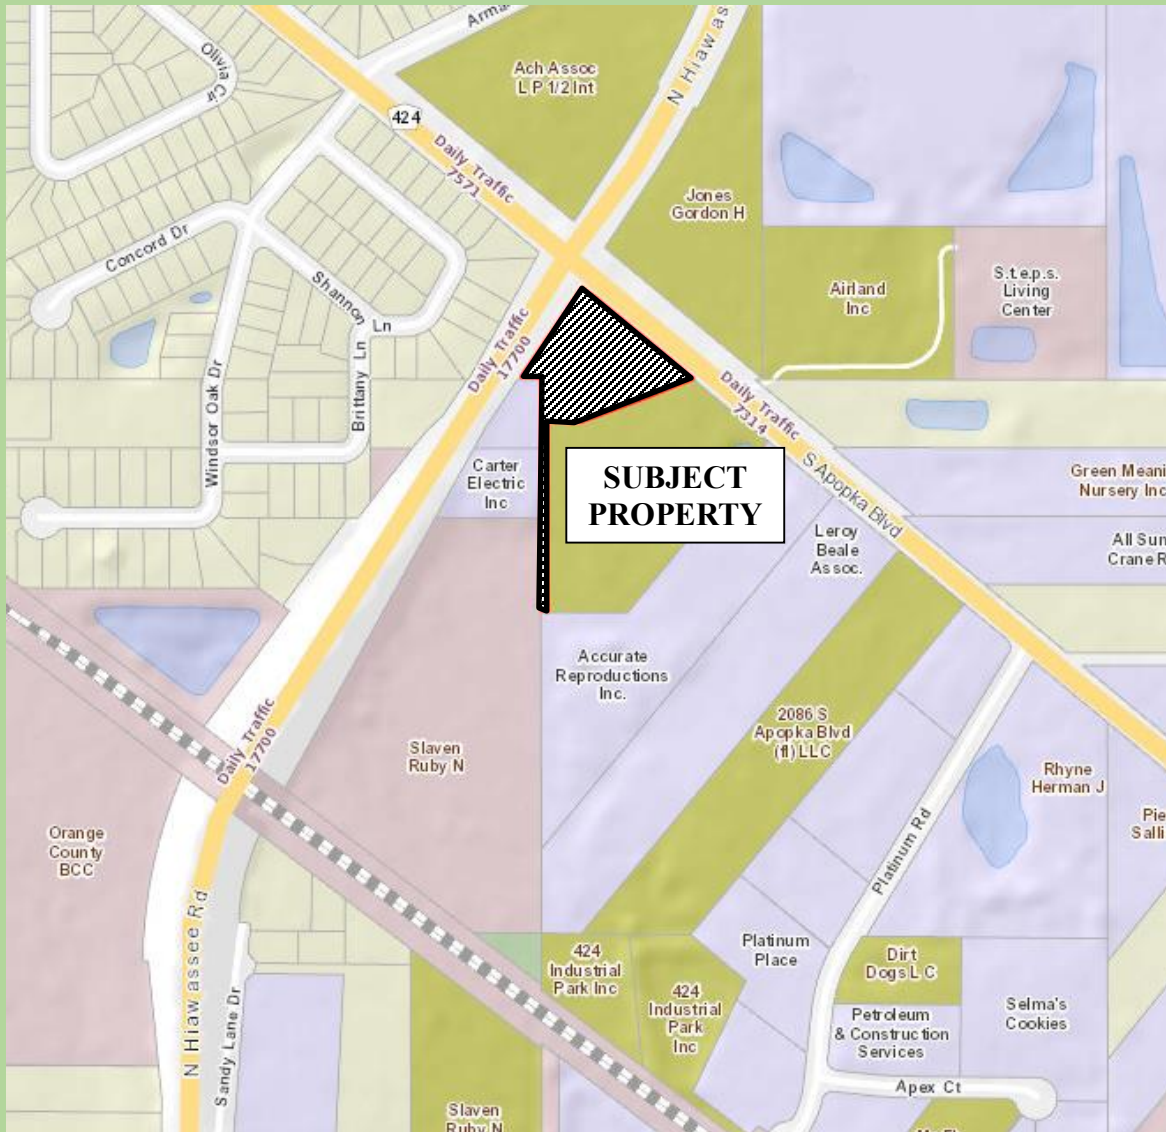 Olivia
Cir
Arma
N Hiawas
Ach Assoc
L P 1/2 Int
424
Daily Traffic
7571
Jones
Gordon H
Concord Dr
Shannon Ln
Airland
Inc
S.t.e.p.s.
Living
Center
Daily Traffic
17700
Windsor Oak Dr
Brittany Ln
Daily Traffic
7314
S Apopka Blvd
Carter
Electric
Inc
SUBJECT
PROPERTY
Green Meani
Nursery Inc
Leroy
Beale
Assoc.
All Sun
Crane R
Accurate
Reproductions
Inc.
2086 S
Apopka Blvd
(fl) LLC
Slaven
Ruby N
Daily Traffic
17700
Rhyne
Herman J
Pie
Salli
Orange
County
BCC
Platinum Rd
N Hiawassee Rd
Sandy Lane Dr
424
Industrial
Park Inc
424
Industrial
Park
Inc
Platinum
Place
Dirt
Dogs L C
Petroleum
& Construction
Services
Selma's
Cookies
Apex Ct
Slaven
Ruby N